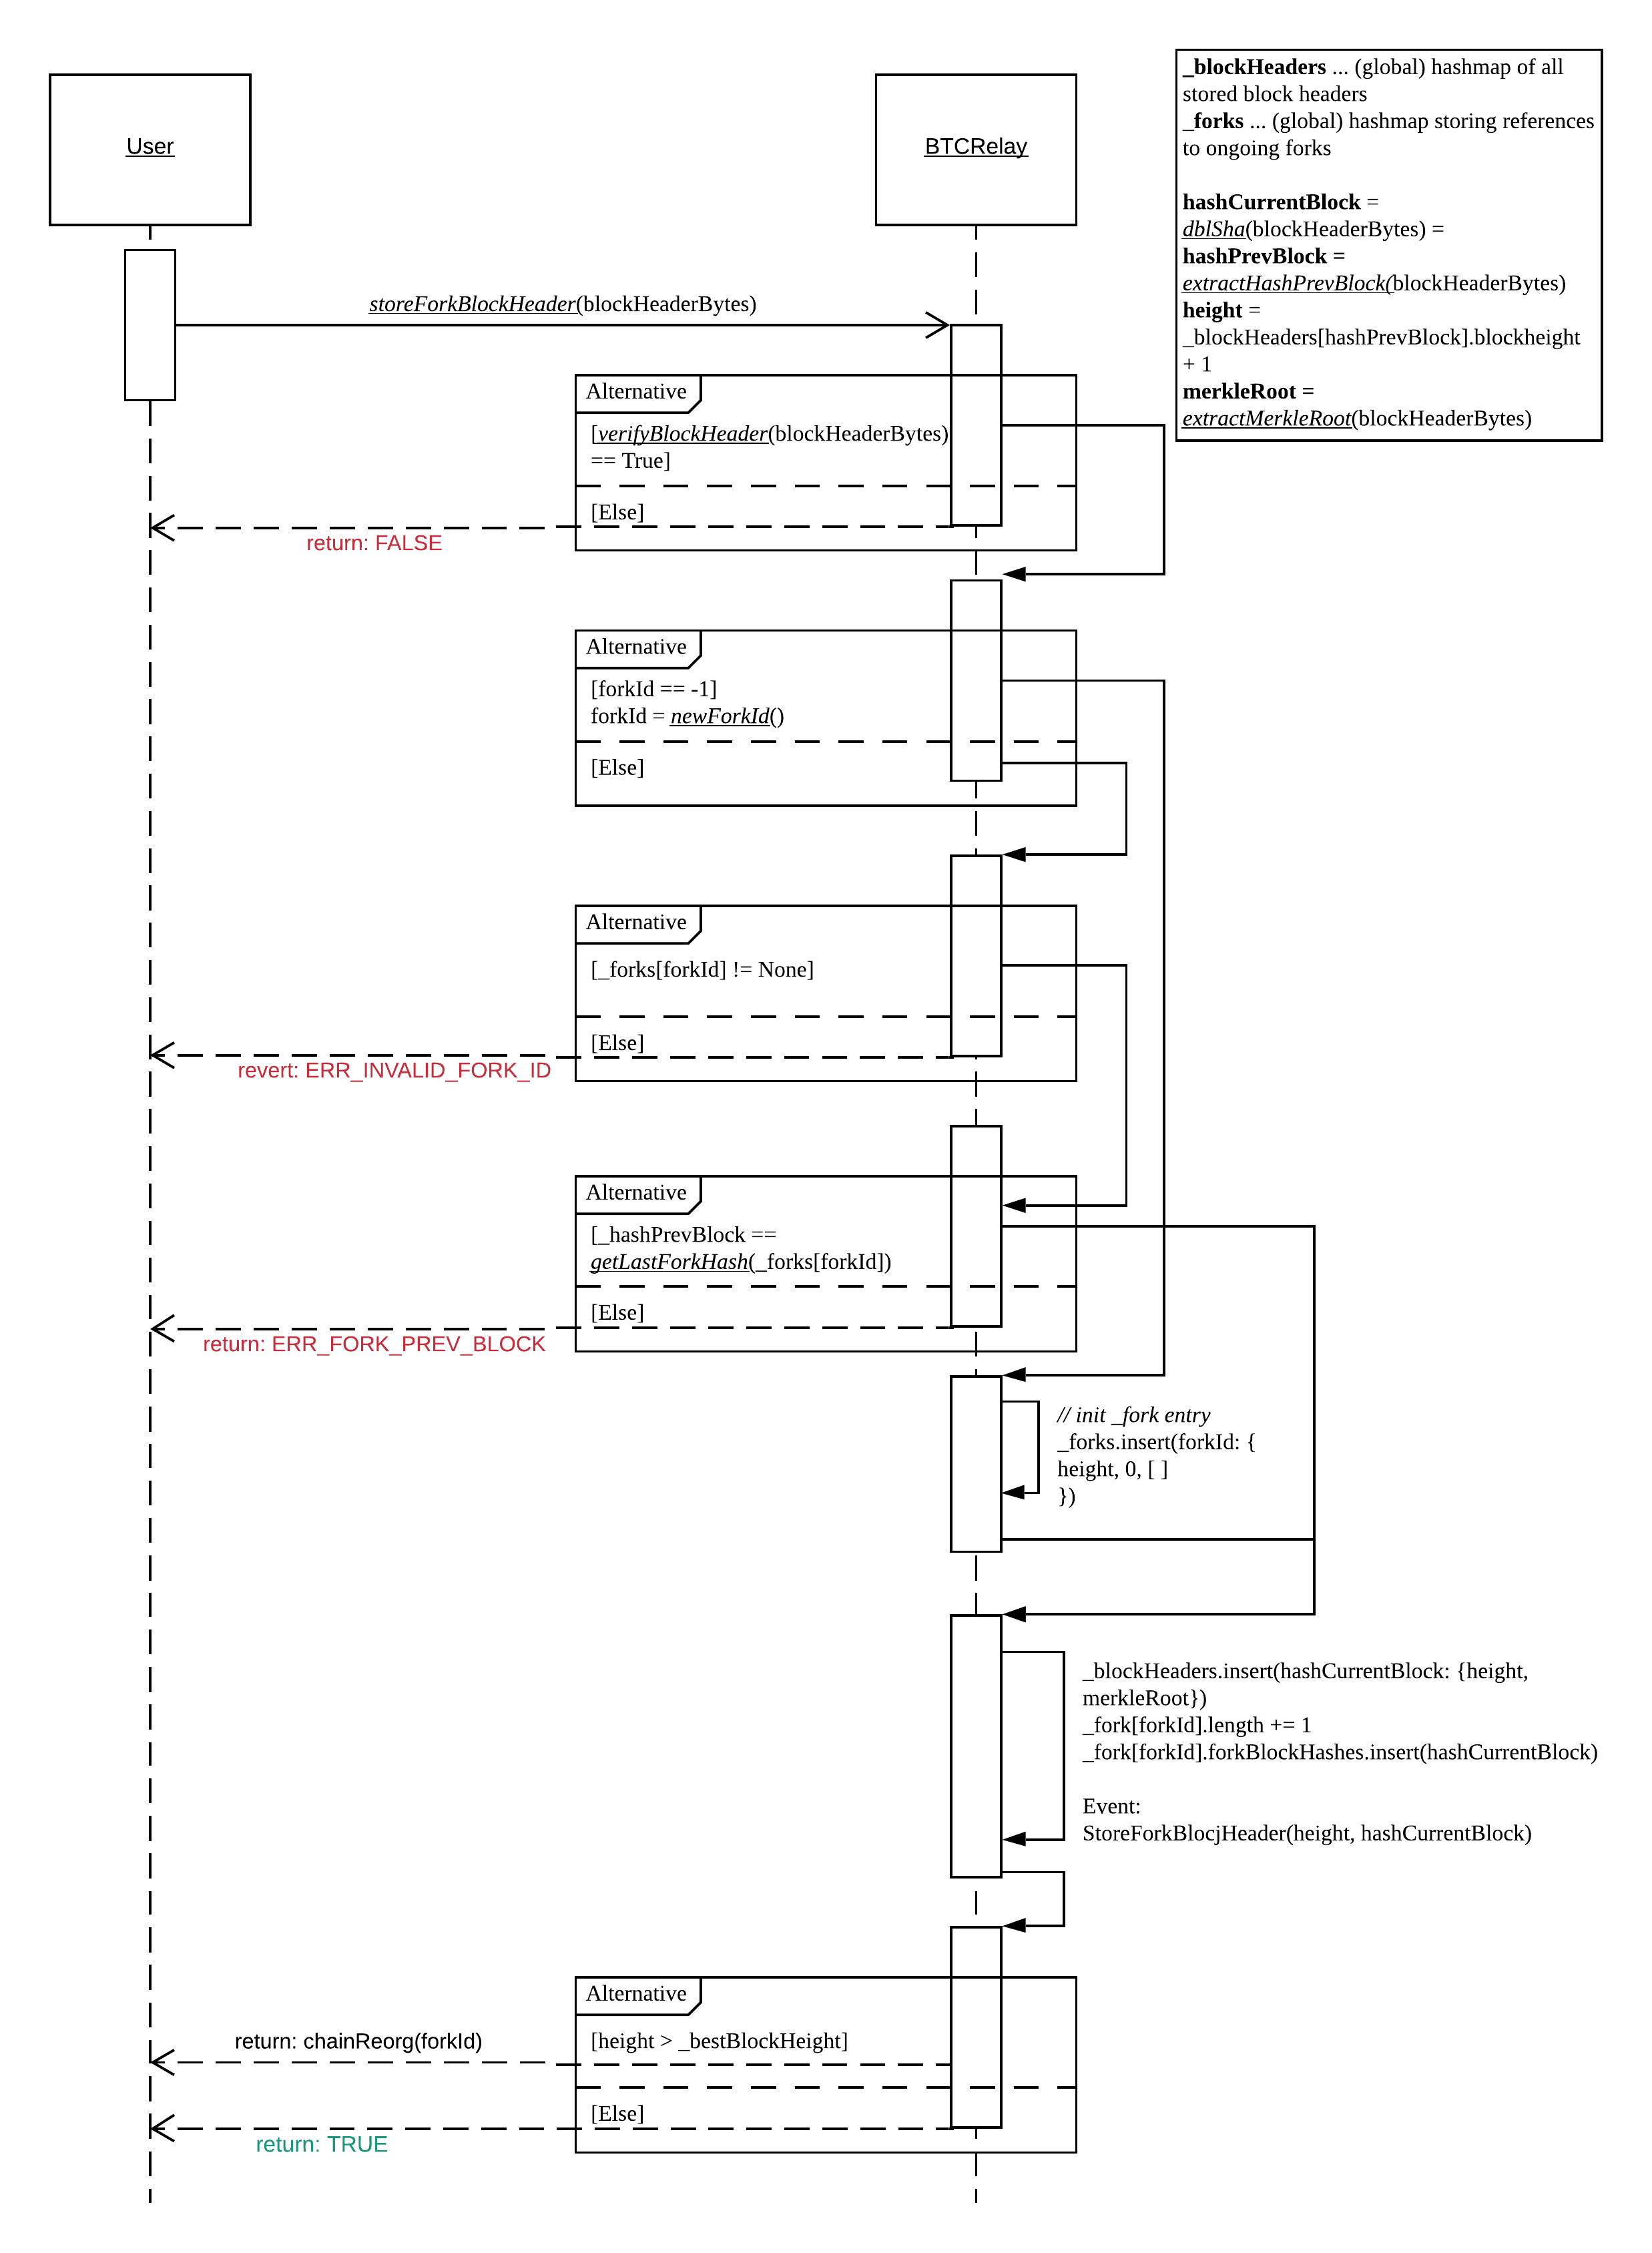 User
BTCRelay
_blockHeaders ... (global) hashmap of all
stored block headers
_forks ... (global) hashmap storing references
to ongoing forks
hashCurrentBlock =
dblSha(blockHeaderBytes) =
hashPrevBlock =
extractHashPrevBlock(blockHeaderBytes)
height =
_blockHeaders[hashPrevBlock].blockheight
+ 1
merkleRoot =
extractMerkleRoot(blockHeaderBytes)
storeForkBlockHeader(blockHeaderBytes)
Alternative
[verifyBlockHeader(blockHeaderBytes)
== True]
[Else]
return: FALSE
Alternative
[forkId == -1]
forkId = newForkId()
[Else]
Alternative
[_forks[forkId] != None]
[Else]
revert: ERR_INVALID_FORK_ID
Alternative
[_hashPrevBlock ==
getLastForkHash(_forks[forkId])
[Else]
return: ERR_FORK_PREV_BLOCK
// init _fork entry
_forks.insert(forkId: {
height, 0, [ ]
})
_blockHeaders.insert(hashCurrentBlock: {height,
merkleRoot})
_fork[forkId].length += 1
_fork[forkId].forkBlockHashes.insert(hashCurrentBlock)
Event:
StoreForkBlocjHeader(height, hashCurrentBlock)
Alternative
[height > _bestBlockHeight]
return: chainReorg(forkId)
[Else]
return: TRUE